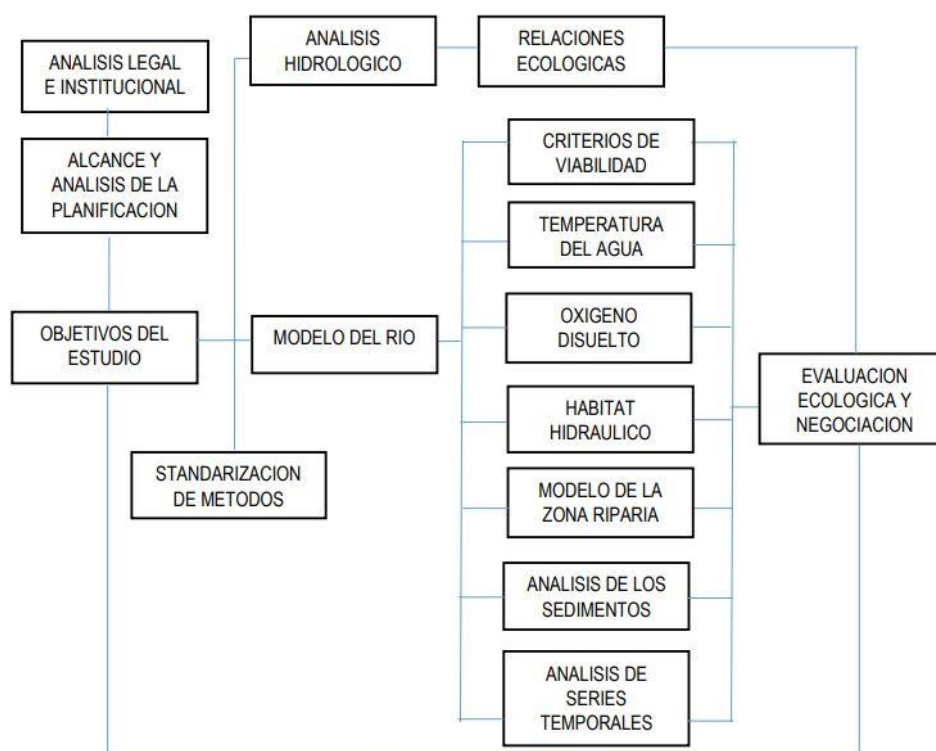 ANALISIS LEGAL
E INSTITUCIONAL
ALCANCE Y
ANALISIS DE LA
PLANIFICACION
OBJETIVOS DEL
ESTUDIO
ANALISIS
HIDROLOGICO
RELACIONES
ECOLOGICAS
MODELO DEL RIO
STANDARIZACION
DE METODOS
CRITERIOS DE
VIABILIDAD
TEMPERATURA
DEL AGUA
OXIGENO
DISUELTO
HABITAT
HIDRAULICO
MODELO DE LA
ZONA RIPARIA
ANALISIS DE LOS
SEDIMENTOS
ANALISIS DE
SERIES
TEMPORALES
EVALUACION
ECOLOGICA Y
NEGOCIACION